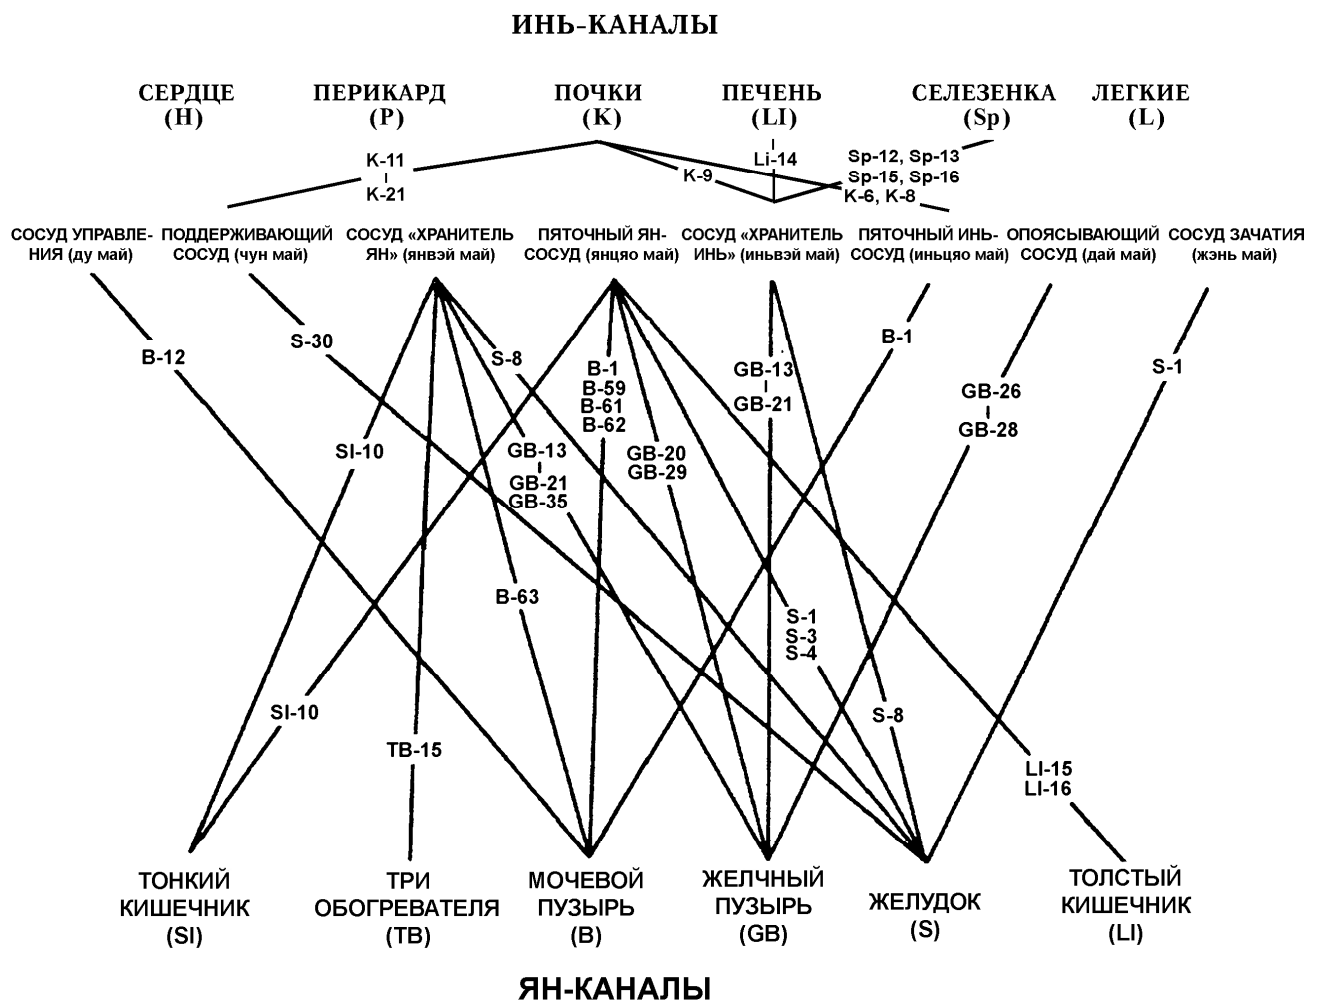 ИНЬ-КАНАЛЫ
СЕРДЦЕ
(H)
ПЕРИКАРД
(P)
ПОЧКИ
(K)
ПЕЧЕНЬ
(LI)
СЕЛЕЗЕНКА
(Sp)
ЛЕГКИЕ
(L)
K-11
K-21
K-9
Li-14
Sp-12, Sp-13
Sp-15, Sp-16
K-6, K-8
СОСУД УПРАВЛЕ-
НИЯ (ду май)
ПОДДЕРЖИВАЮЩИЙ
СОСУД (чун май)
СОСУД «ХРАНИТЕЛЬ
ЯН» (янвэй май)
ПЯТОЧНЫЙ ЯН-
СОСУД (янцяо май)
СОСУД «ХРАНИТЕЛЬ
ИНЬ» (иньвэй май)
ПЯТОЧНЫЙ ИНЬ-
СОСУД (иньцяо май)
ОПОЯСЫВАЮЩИЙ
СОСУД (дай май)
СОСУД ЗАЧАТИЯ
(жэнь май)
B-12
S-30
S-8
B-1
B-59
B-61
B-62
GB-13
GB-21
B-1
GB-26
GB-28
S-1
SI-10
GB-13
GB-21
GB-35
GB-20
GB-29
B-63
S-1
S-3
S-4
SI-10
TB-15
S-8
LI-15
LI-16
ТОНКИЙ
КИШЕЧНИК
(SI)
ТРИ
ОБОГРЕВАТЕЛЯ
(TB)
МОЧЕВОЙ
ПУЗЫРЬ
(B)
ЖЕЛЧНЫЙ
ПУЗЫРЬ
(GB)
ЖЕЛУДОК
(S)
ТОЛСТЫЙ
КИШЕЧНИК
(LI)
ЯН-КАНАЛЫ